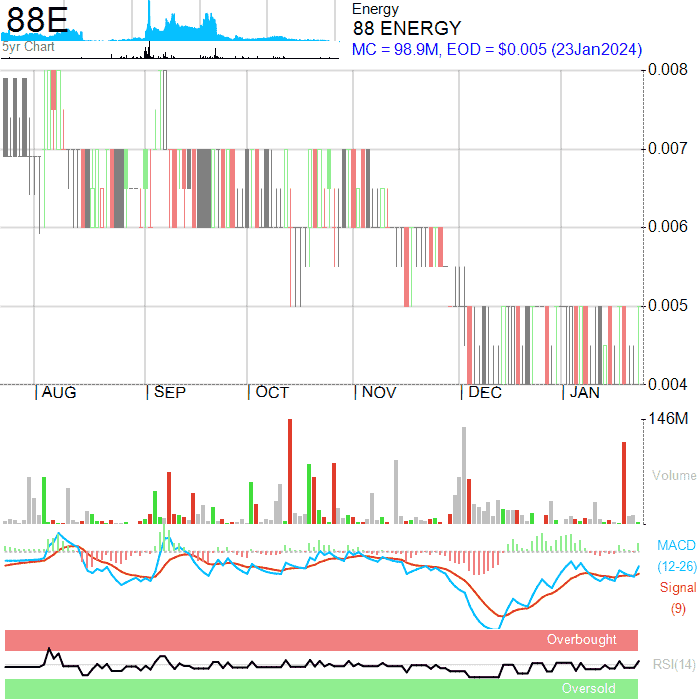 88E
5yr Chart
Energy
88 ENERGY
MC = 98.9M, EOD = $0.005 (23Jan2024)
0.008
0.007
0.006
0.005
0.004
AUG SEP OCT NOV DEC JAN
146M
Volume
MACD
(12-26)
Signal
(9)
Overbought
RSI(14)
Oversold